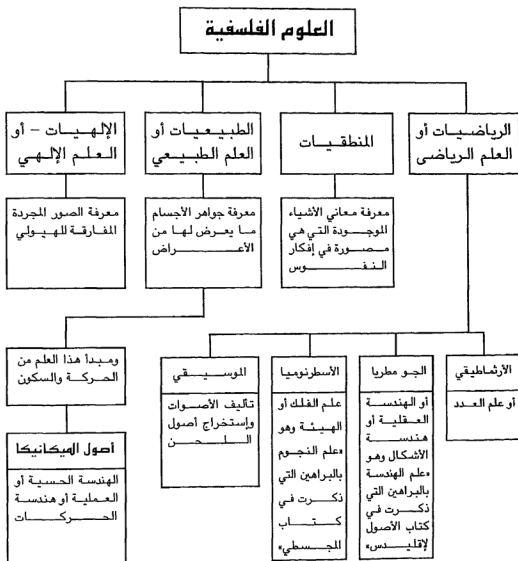 العلوم الفلسفية
الرياضيات أو
العلم الرياضى
المنطقيات
الطبيعيات أو
العلم الطبيعي
الإلهيات – أو
العلم الإلهي
معرفة معاني الأشياء
الموجودة التي هي
مصورة في إفكار
النفوس
معرفة جواهر الأجسام
ما يعرض لها من
الأعراض
معرفة الصور المجردة
المفارقة للهيولي
الأرثماطيقي
أو علم العدد
الجو مطريا
أو الهندسة
العقلية أو
هندسة
الأشكال وهو
«علم الهندسة
بالبراهين التي
ذكرت في
كتاب الأصول
لإقليدس»
الأسطرنوميا
علم الفلك أو
الهيئة وهو
«علم النجوم
بالبراهين التي
ذكرت في
كتاب
المجسطي»
الموسيقي
تأليف الأصوات
وإستخراج أصول
اللحن
ومبدأ هذا العلم من
الحركة والسكون
أصول الميكانيكا
الهندسة الحسية أو
العملية أو هندسة
الحركات